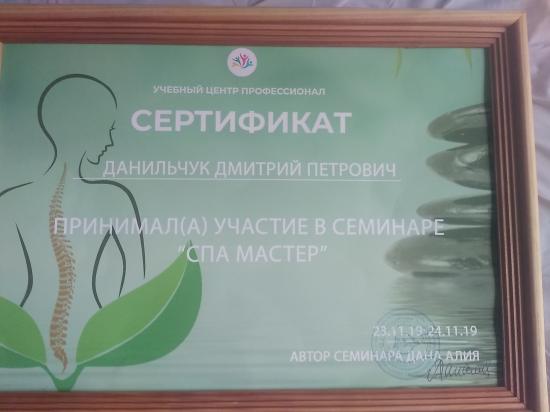 УЧЕБНЫЙ ЦЕНТР ПРОФЕССИОНАЛ
СЕРТИФИКАТ
ДАНИЛЬЧУК ДМИТРИЙ ПЕТРОВИЧ
ПРИНИМАЛ(А) УЧАСТИЕ В СЕМИНАРЕ
"СПА МАСТЕР"
23.11.19-24.11.19
АВТОР СЕМИНАРА ДАНА АЛИЯ